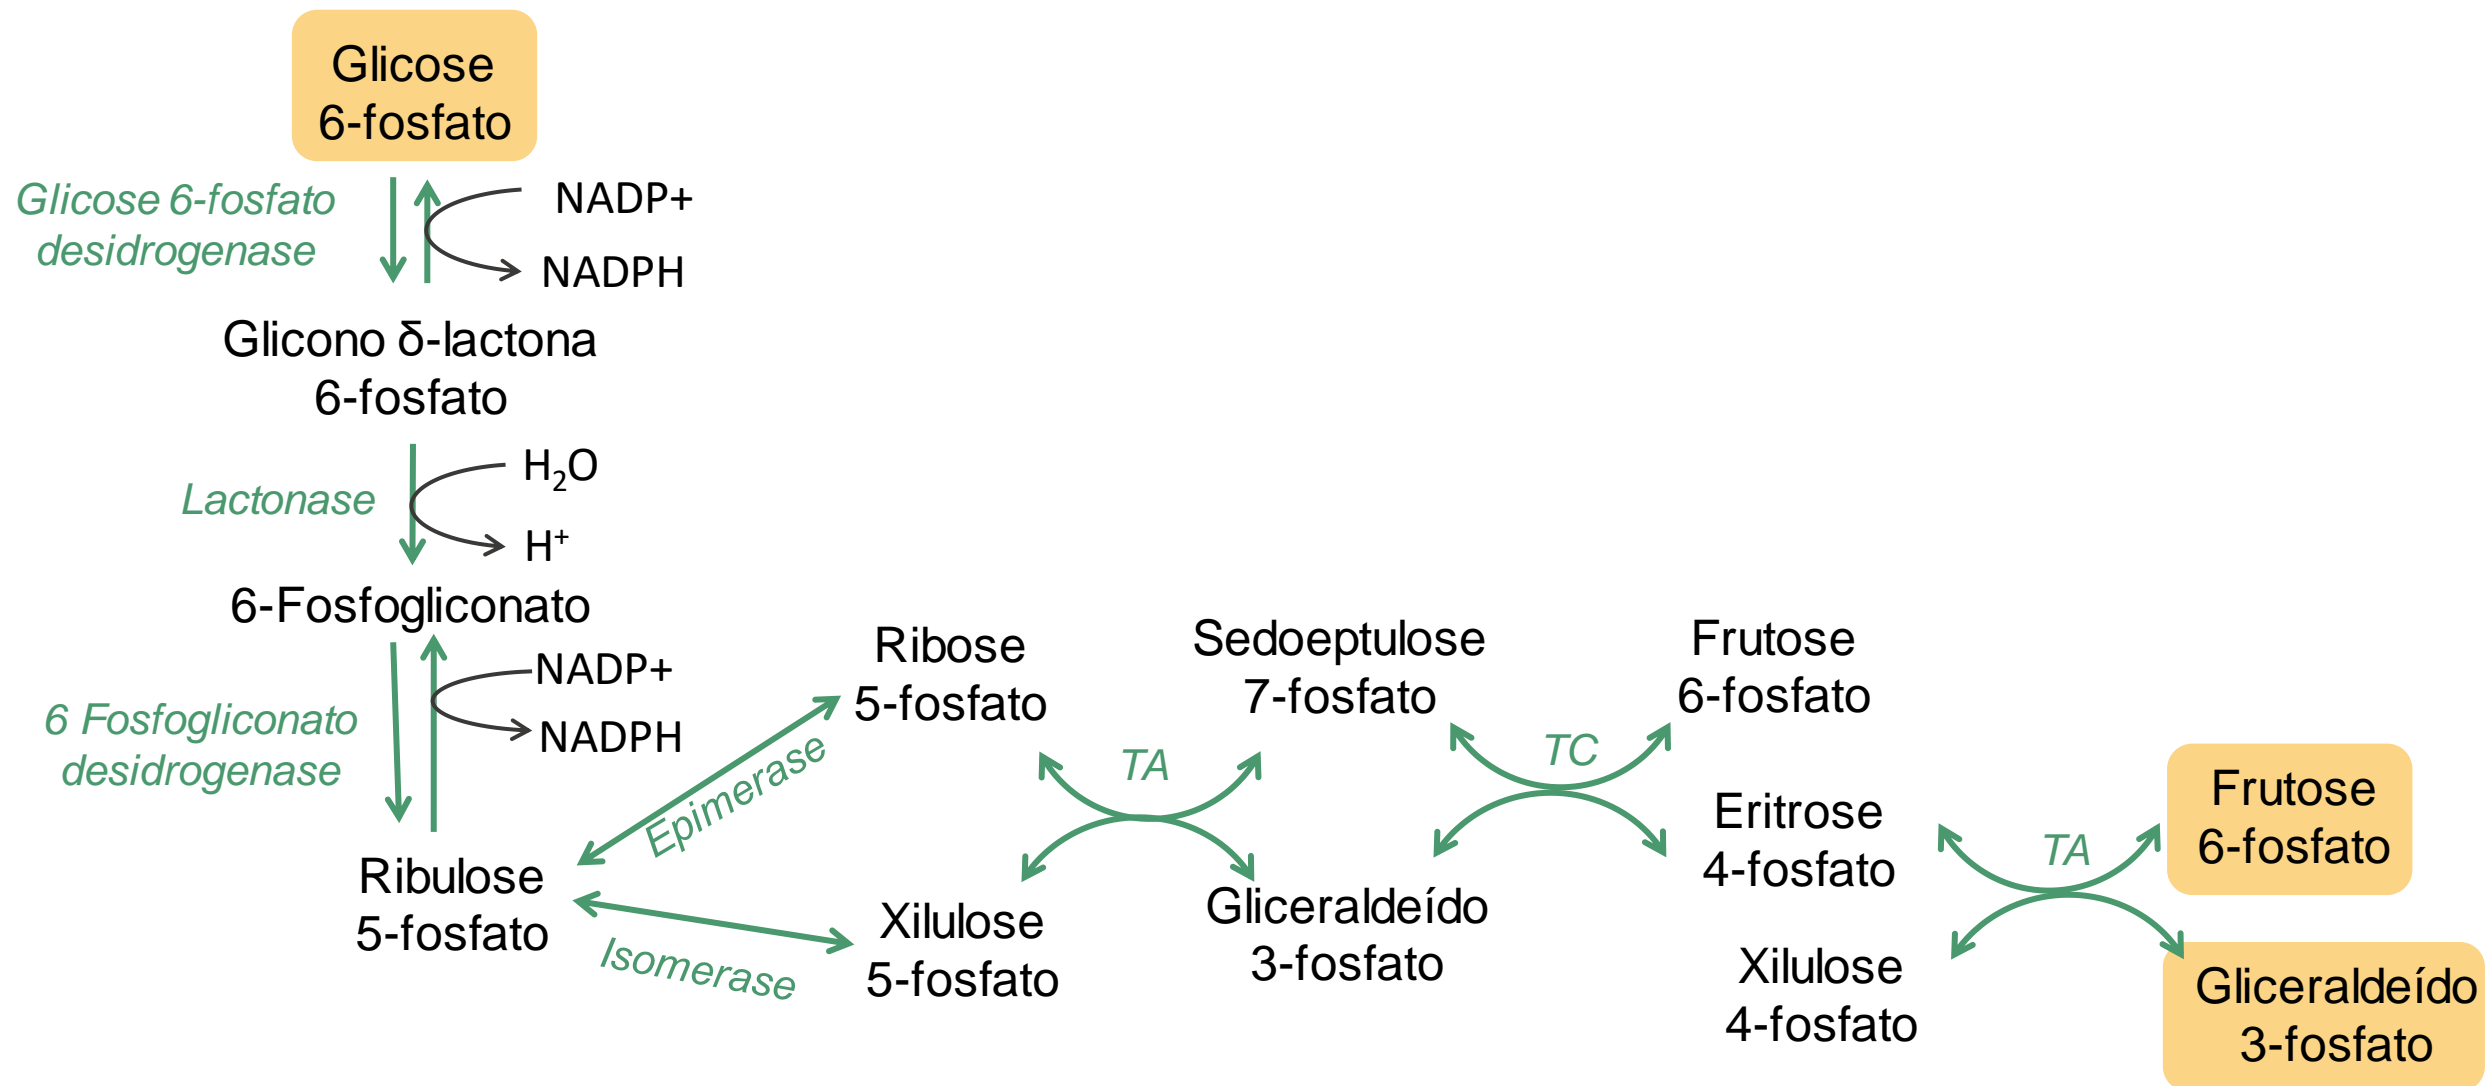 Glicose
6-fosfato
Glicose 6-fosfato
desidrogenase
NADP+
NADPH
Glicono δ-lactona
6-fosfato
Lactonase
H₂O
H⁺
6-Fosfogliconato
6 Fosfogliconato
desidrogenase
NADP+
NADPH
Ribulose
5-fosfato
Epimerase
Isomerase
Ribose
5-fosfato
Xilulose
5-fosfato
TA
Sedoeptulose
7-fosfato
Gliceraldeído
3-fosfato
TC
Frutose
6-fosfato
Eritrose
4-fosfato
Xilulose
4-fosfato
TA
Frutose
6-fosfato
Gliceraldeído
3-fosfato